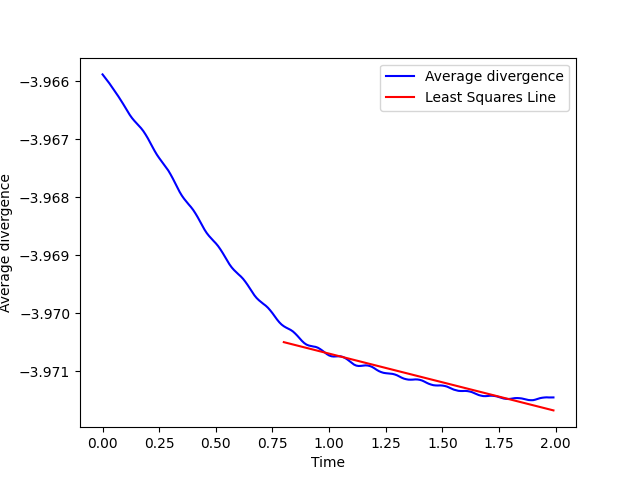 Average divergence
Least Squares Line
−3.966
−3.967
−3.968
−3.969
−3.970
−3.971
Average divergence
0.00 0.25 0.50 0.75 1.00 1.25 1.50 1.75 2.00
Time